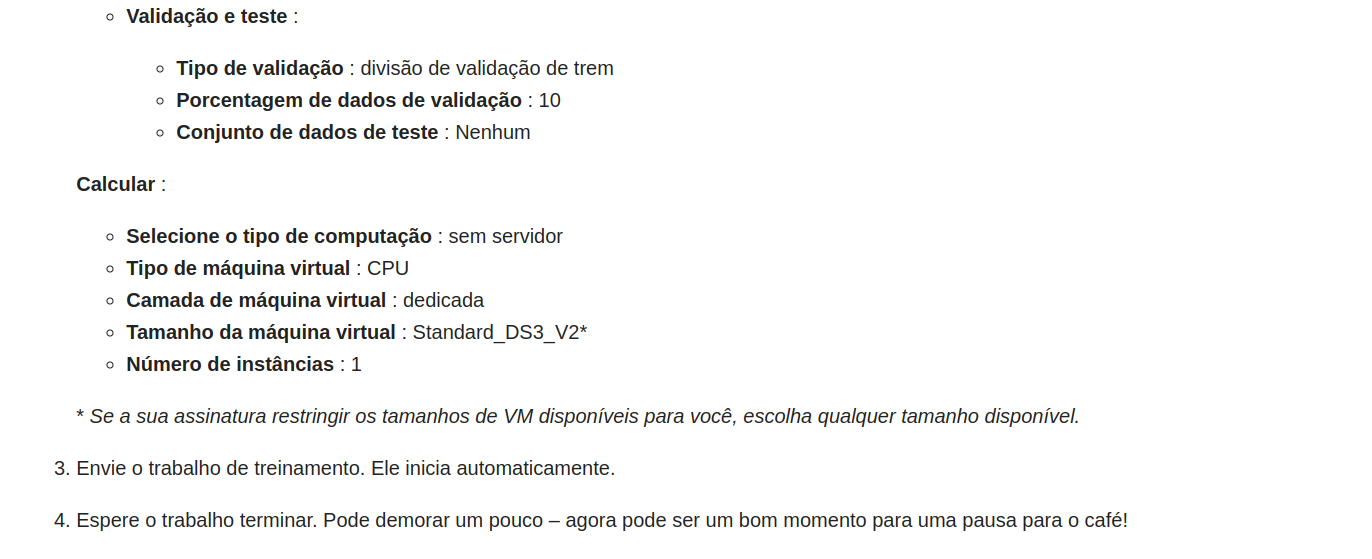 Validação e teste :
Tipo de validação : divisão de validação de trem
Porcentagem de dados de validação : 10
Conjunto de dados de teste : Nenhum
Calcular :
Selecione o tipo de computação : sem servidor
Tipo de máquina virtual : CPU
Camada de máquina virtual : dedicada
Tamanho da máquina virtual : Standard_DS3_V2*
Número de instâncias : 1
* Se a sua assinatura restringir os tamanhos de VM disponíveis para você, escolha qualquer tamanho disponível.
3. Envie o trabalho de treinamento. Ele inicia automaticamente.
4. Espere o trabalho terminar. Pode demorar um pouco – agora pode ser um bom momento para uma pausa para o café!